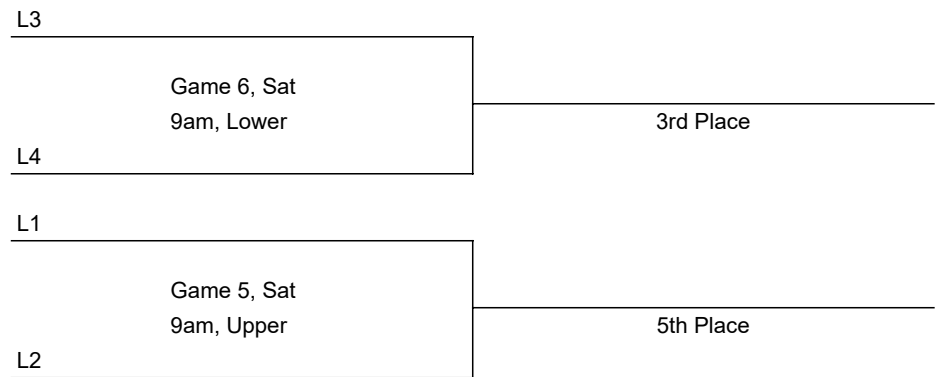 L3
Game 6, Sat
9am, Lower
3rd Place
L4
L1
Game 5, Sat
9am, Upper
5th Place
L2